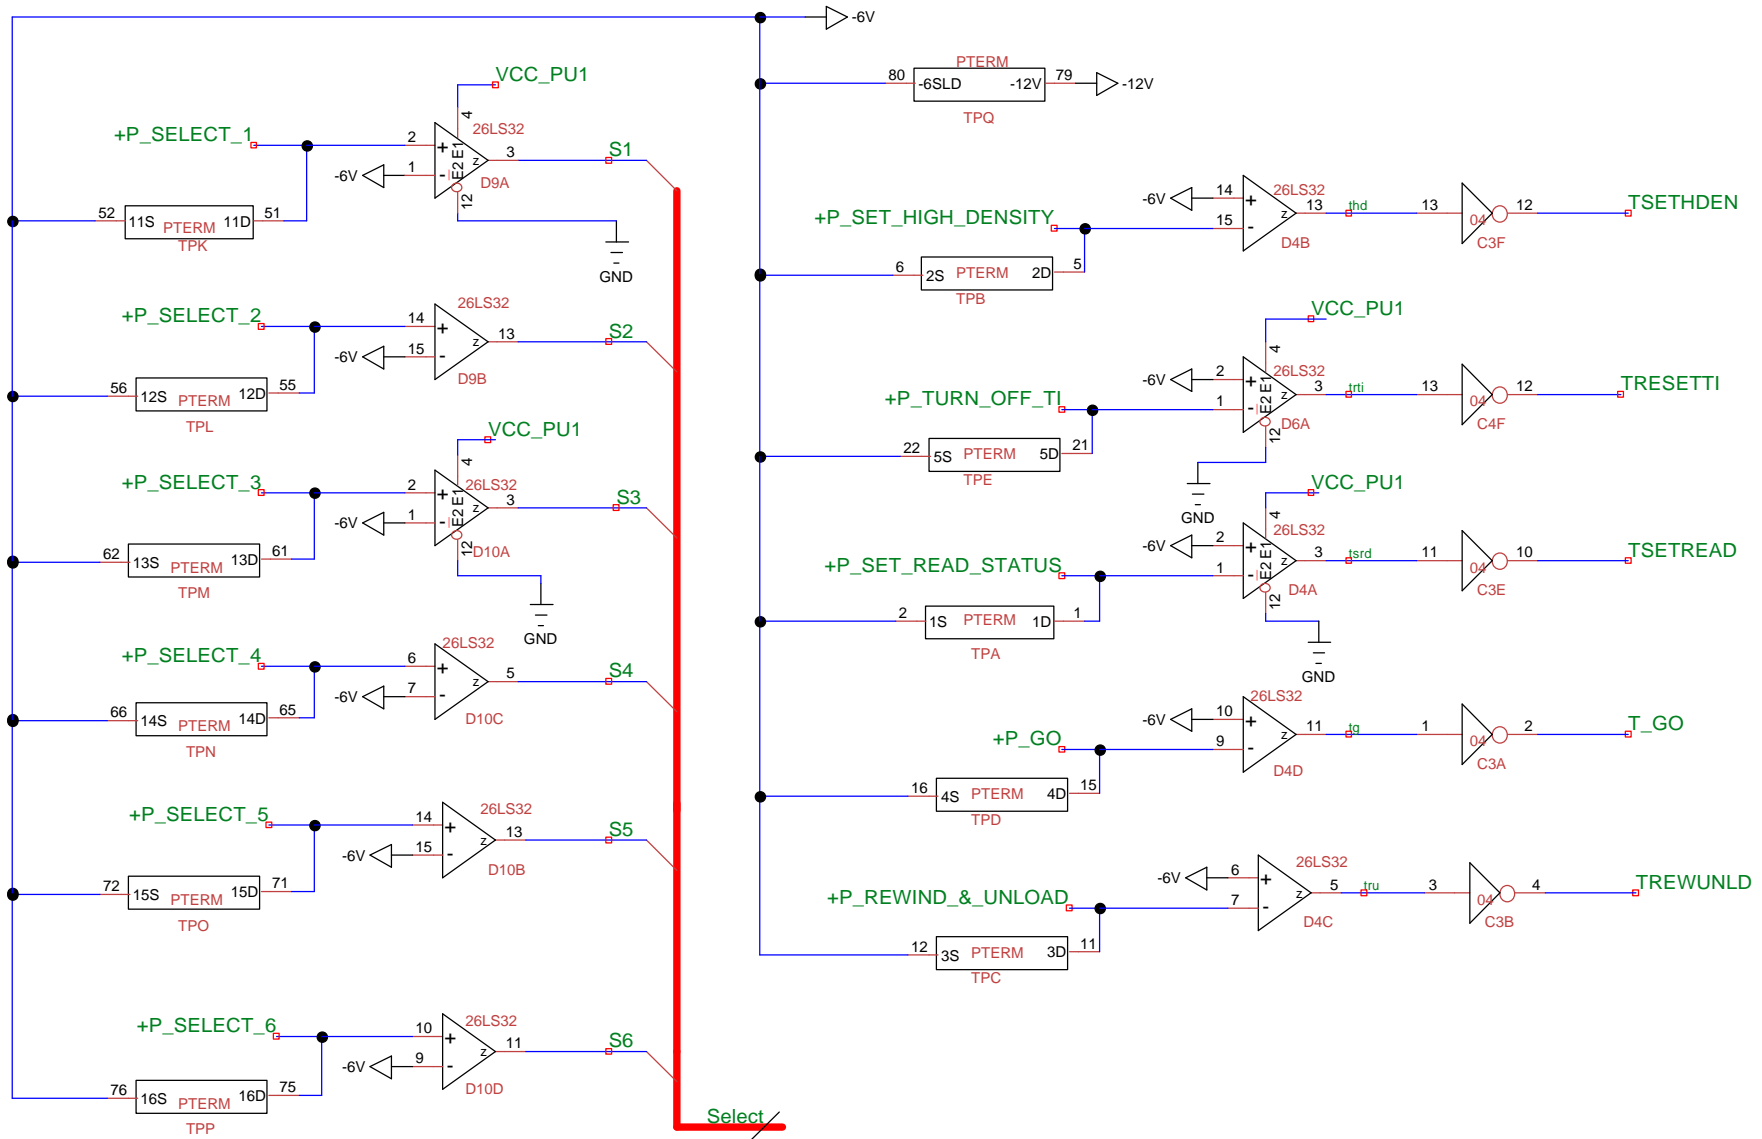 -6V
PTERM
80 -6SLD -12V 79 -12V
TPQ
VCC_PU1
4
26LS32
+P_SELECT_1 2 + E1 z 3 S1
-6V 1 - E2 D9A
12
52 11S PTERM 11D 51
TPK
GND
26LS32
+P_SELECT_2 14 + z 13 S2
-6V 15 - D9B
56 12S PTERM 12D 55
TPL
VCC_PU1
4
26LS32
+P_SELECT_3 2 + E1 z 3 S3
-6V 1 - E2 D10A
12
62 13S PTERM 13D 61
TPM
GND
26LS32
+P_SELECT_4 6 + z 5 S4
-6V 7 - D10C
66 14S PTERM 14D 65
TPN
26LS32
+P_SELECT_5 14 + z 13 S5
-6V 15 - D10B
72 15S PTERM 15D 71
TPO
26LS32
+P_SELECT_6 10 + z 11 S6
-6V 9 - D10D
76 16S PTERM 16D 75
TPP
Select
26LS32
-6V 14 + z 13 thd 13 04 12 TSETHDEN
+P_SET_HIGH_DENSITY 15 - D4B C3F
6 2S PTERM 2D 5
TPB
VCC_PU1
4
26LS32
-6V 2 + E1 z 3 trti 13 04 12 TRESETTI
+P_TURN_OFF_TI 1 - E2 D6A C4F
12
22 5S PTERM 5D 21
TPE
GND
VCC_PU1
4
26LS32
-6V 2 + E1 z 3 tsrd 11 04 10 TSETREAD
+P_SET_READ_STATUS 1 - E2 D4A C3E
12
2 1S PTERM 1D 1
TPA
GND
26LS32
-6V 10 + z 11 tg 1 04 2 T_GO
+P_GO 9 - D4D C3A
16 4S PTERM 4D 15
TPD
26LS32
-6V 6 + z 5 tru 3 04 4 TREWUNLD
+P_REWIND_&_UNLOAD 7 - D4C C3B
12 3S PTERM 3D 11
TPC